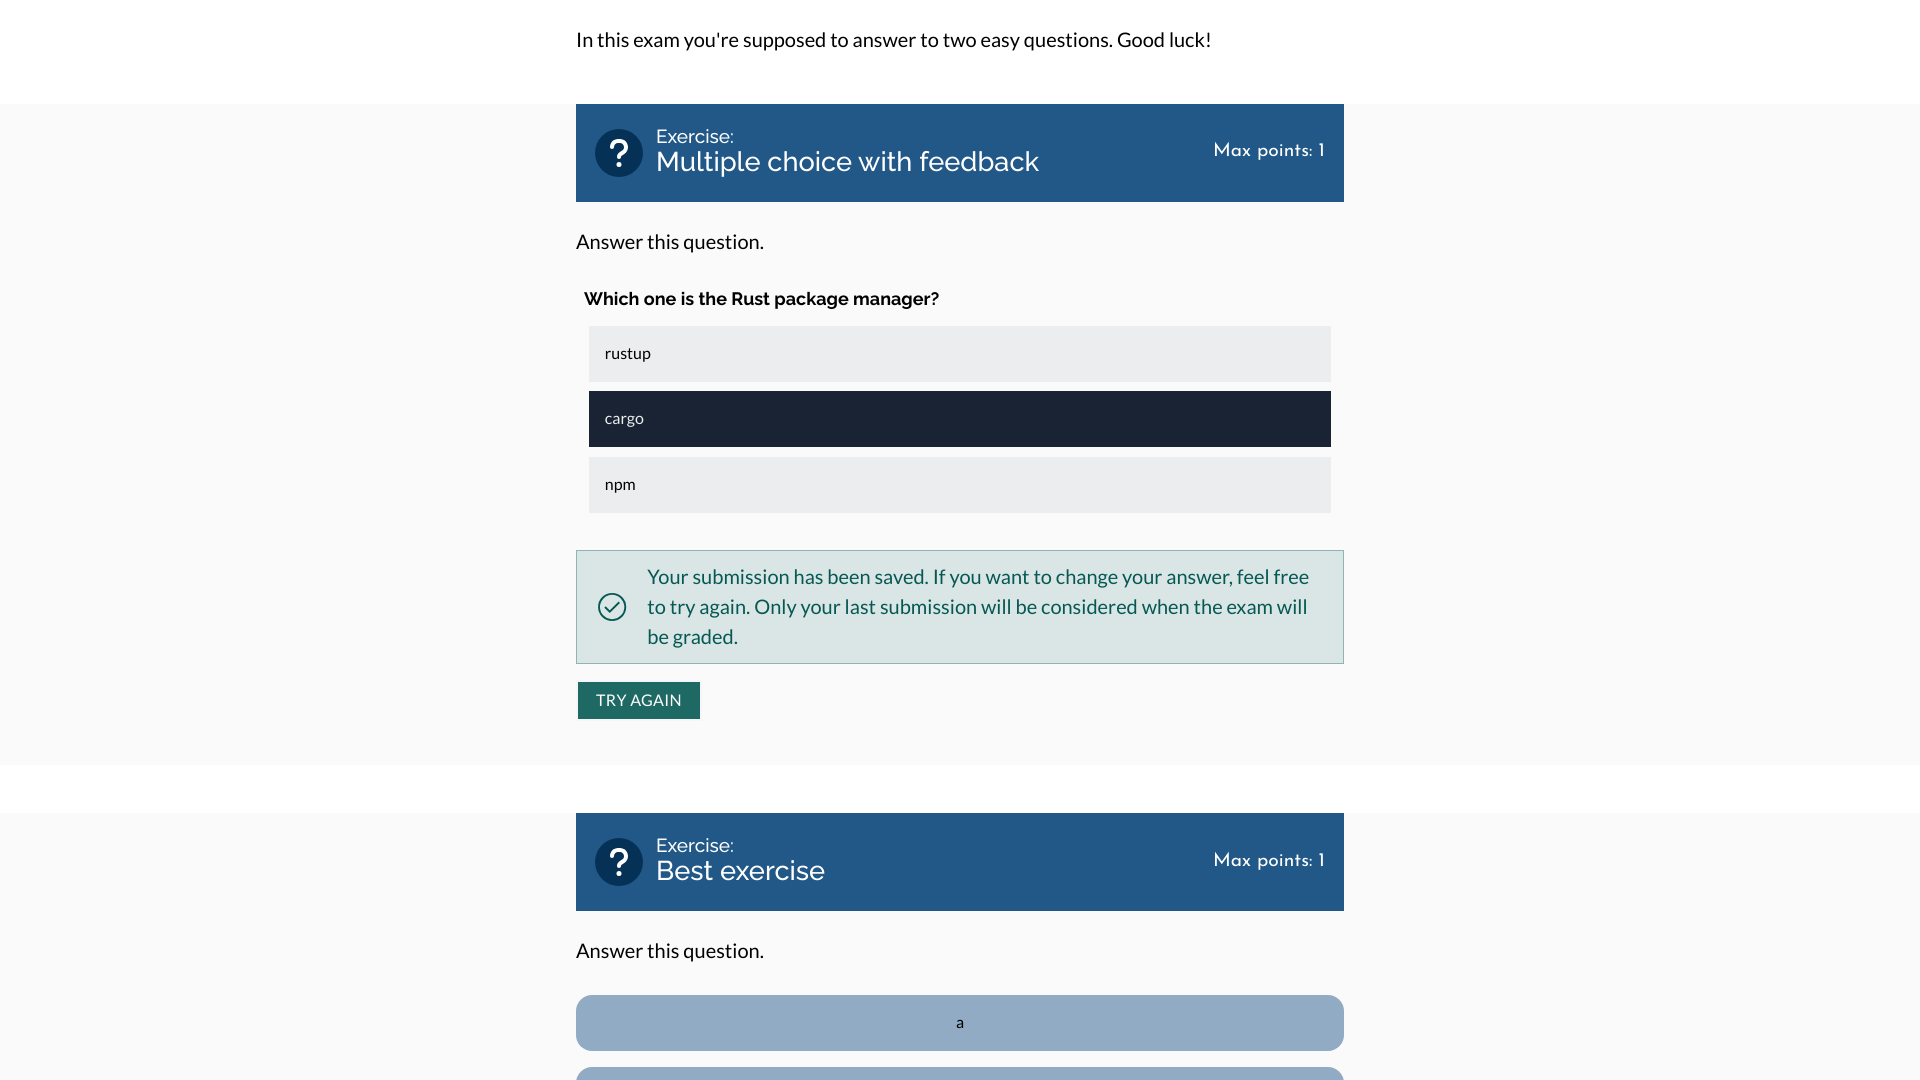 In this exam you're supposed to answer to two easy questions. Good luck!
Exercise:
Multiple choice with feedback
Max points: 1
Answer this question.
Which one is the Rust package manager?
rustup
cargo
npm
Your submission has been saved. If you want to change your answer, feel free
to try again. Only your last submission will be considered when the exam will
be graded.
TRY AGAIN
Exercise:
Best exercise
Max points: 1
Answer this question.
a